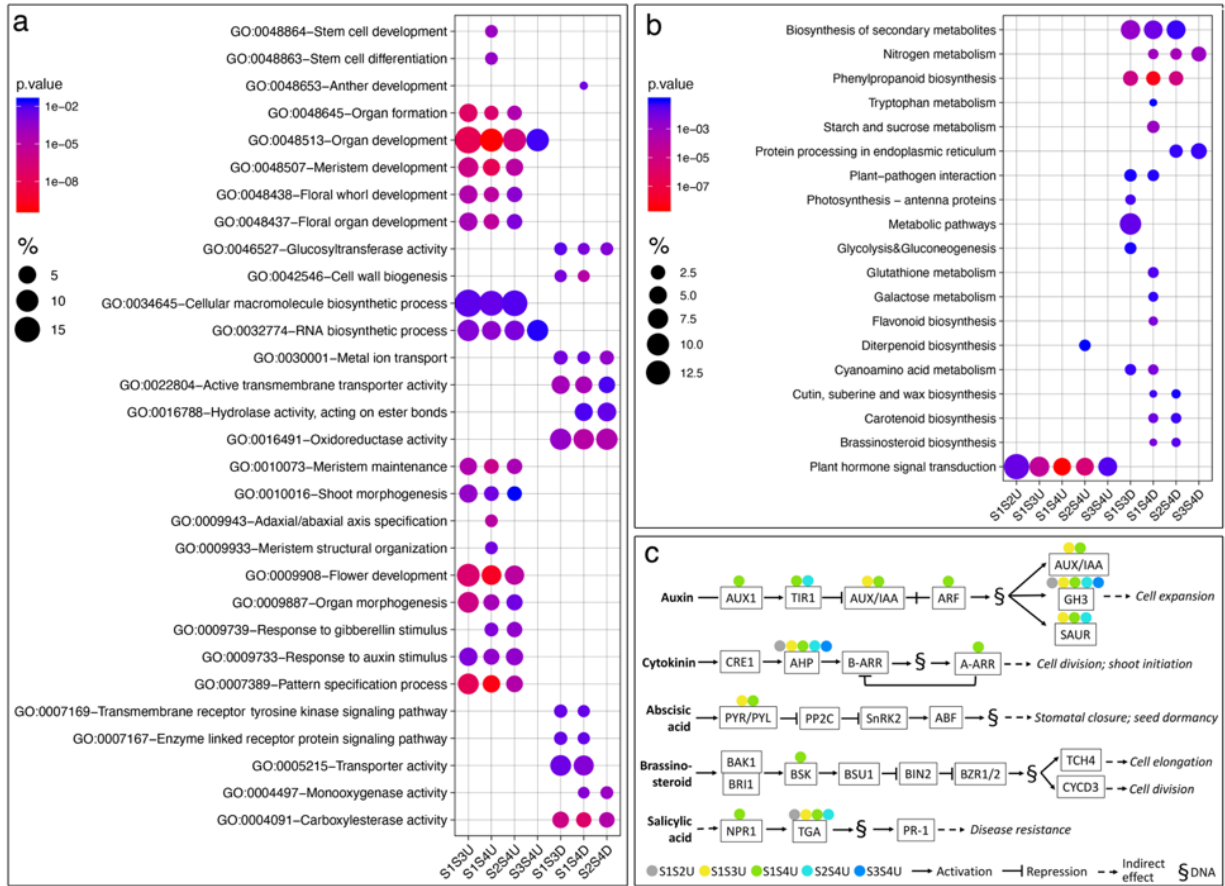 a
GO:0048864−Stem cell development
GO:0048863−Stem cell differentiation
GO:0048653−Anther development
GO:0048645−Organ formation
GO:0048513−Organ development
GO:0048507−Meristem development
GO:0048438−Floral whorl development
GO:0048437−Floral organ development
GO:0046527−Glucosyltransferase activity
GO:0042546−Cell wall biogenesis
GO:0034645−Cellular macromolecule biosynthetic process
GO:0032774−RNA biosynthetic process
GO:0030001−Metal ion transport
GO:0022804−Active transmembrane transporter activity
GO:0016788−Hydrolase activity, acting on ester bonds
GO:0016491−Oxidoreductase activity
GO:0010073−Meristem maintenance
GO:0010016−Shoot morphogenesis
GO:0009943−Adaxial/abaxial axis specification
GO:0009933−Meristem structural organization
GO:0009908−Flower development
GO:0009887−Organ morphogenesis
GO:0009739−Response to gibberellin stimulus
GO:0009733−Response to auxin stimulus
GO:0007389−Pattern specification process
GO:0007169−Transmembrane receptor tyrosine kinase signaling pathway
GO:0007167−Enzyme linked receptor protein signaling pathway
GO:0005215−Transporter activity
GO:0004497−Monooxygenase activity
GO:0004091−Carboxylesterase activity
p.value
1e−02
1e−05
1e−08
%
5
10
15
S1S3U S1S4U S2S4U S3S4U S1S3D S1S4D S2S4D
b
Biosynthesis of secondary metabolites
Nitrogen metabolism
Phenylpropanoid biosynthesis
Tryptophan metabolism
Starch and sucrose metabolism
Protein processing in endoplasmic reticulum
Plant−pathogen interaction
Photosynthesis − antenna proteins
Metabolic pathways
Glycolysis&Gluconeogenesis
Glutathione metabolism
Galactose metabolism
Flavonoid biosynthesis
Diterpenoid biosynthesis
Cyanoamino acid metabolism
Cutin, suberine and wax biosynthesis
Carotenoid biosynthesis
Brassinosteroid biosynthesis
Plant hormone signal transduction
p.value
1e−03
1e−05
1e−07
%
2.5
5.0
7.5
10.0
12.5
S1S2U S1S3U S1S4U S2S4U S3S4U S1S3D S1S4D S2S4D S3S4D
c
Auxin AUX1 TIR1 AUX/IAA ARF §
AUX/IAA
GH3 Cell expansion
SAUR
Cytokinin CRE1 AHP B-ARR § A-ARR Cell division; shoot initiation
Abscisic acid PYR/PYL PP2C SnRK2 ABF § Stomatal closure; seed dormancy
Brassino-steroid BAK1 BRI1 BSK BSU1 BIN2 BZR1/2 §
TCH4 Cell elongation
CYCD3 Cell division
Salicylic acid NPR1 TGA § PR-1 Disease resistance
S1S2U S1S3U S1S4U S2S4U S3S4U Activation Repression Indirect effect § DNA